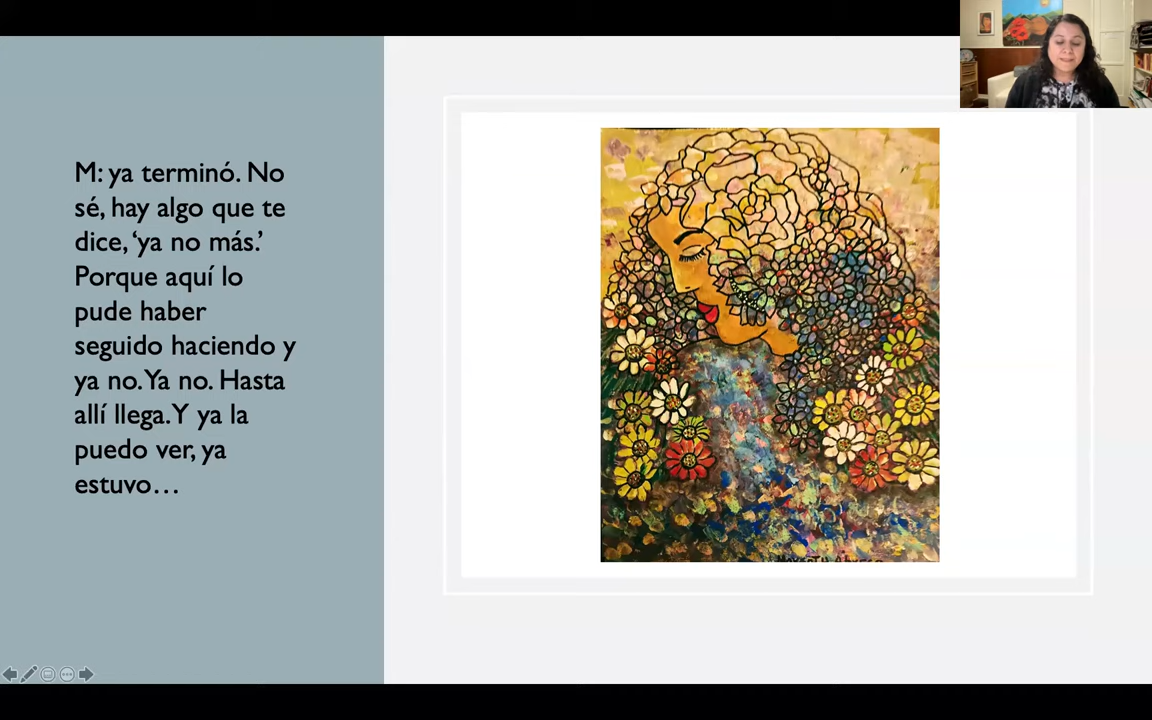 M: ya terminó. No
sé, hay algo que te
dice, ‘ya no más.’
Porque aquí lo
pude haber
seguido haciendo y
ya no. Ya no. Hasta
allí llega. Y ya la
puedo ver, ya
estuvo…